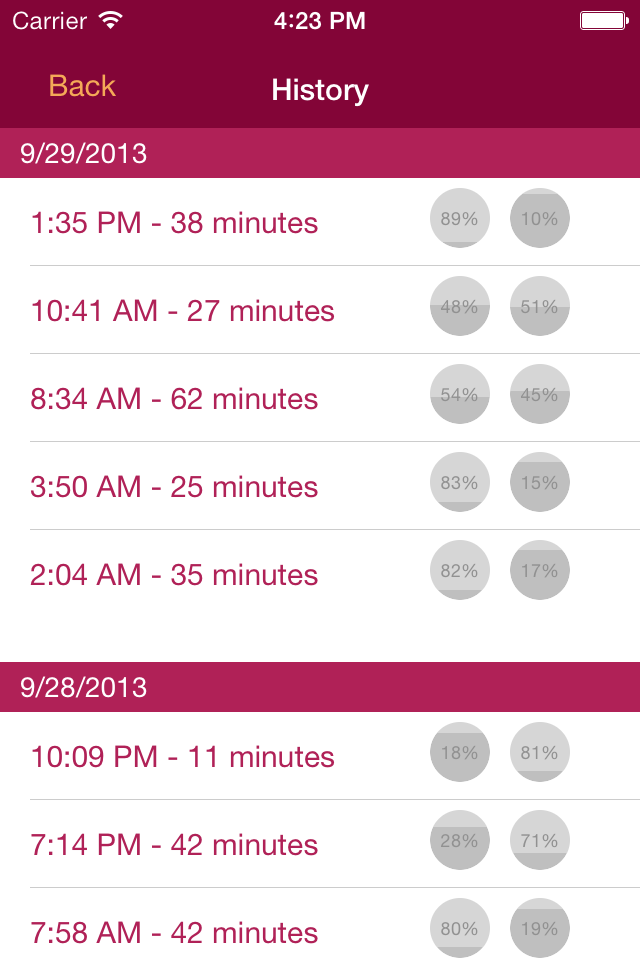 Carrier 4:23 PM
Back History
9/29/2013
1:35 PM - 38 minutes 89% 10%
10:41 AM - 27 minutes 48% 51%
8:34 AM - 62 minutes 54% 45%
3:50 AM - 25 minutes 83% 15%
2:04 AM - 35 minutes 82% 17%
9/28/2013
10:09 PM - 11 minutes 18% 81%
7:14 PM - 42 minutes 28% 71%
7:58 AM - 42 minutes 80% 19%